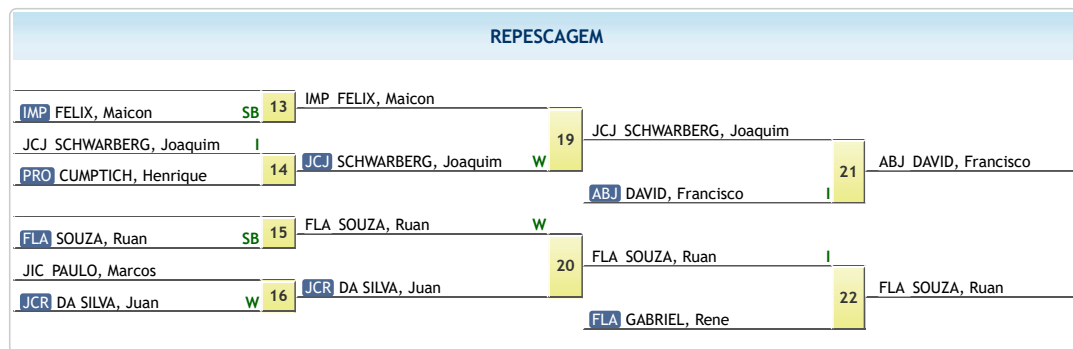 REPESCAGEM
IMP FELIX, Maicon SB 13
JCJ SCHWARBERG, Joaquim I
PRO CUMPTICH, Henrique 14
FLA SOUZA, Ruan SB 15
JIC PAULO, Marcos
JCR DA SILVA, Juan W 16
IMP FELIX, Maicon
JCJ SCHWARBERG, Joaquim W
19
FLA SOUZA, Ruan W
JCR DA SILVA, Juan
20
JCJ SCHWARBERG, Joaquim
ABJ DAVID, Francisco I
21
FLA SOUZA, Ruan I
FLA GABRIEL, Rene
22
ABJ DAVID, Francisco
FLA SOUZA, Ruan